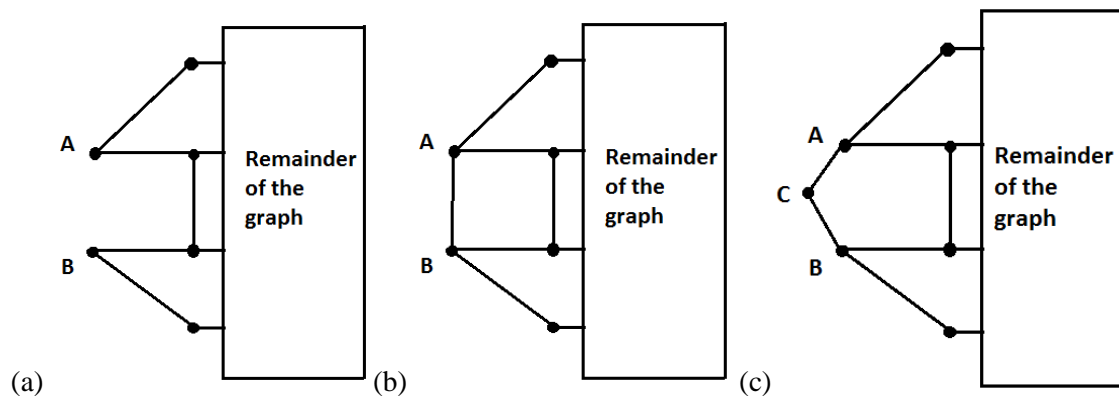 A
B
Remainder
of the
graph
(a)
A
B
Remainder
of the
graph
(b)
A
C
B
Remainder
of the
graph
(c)